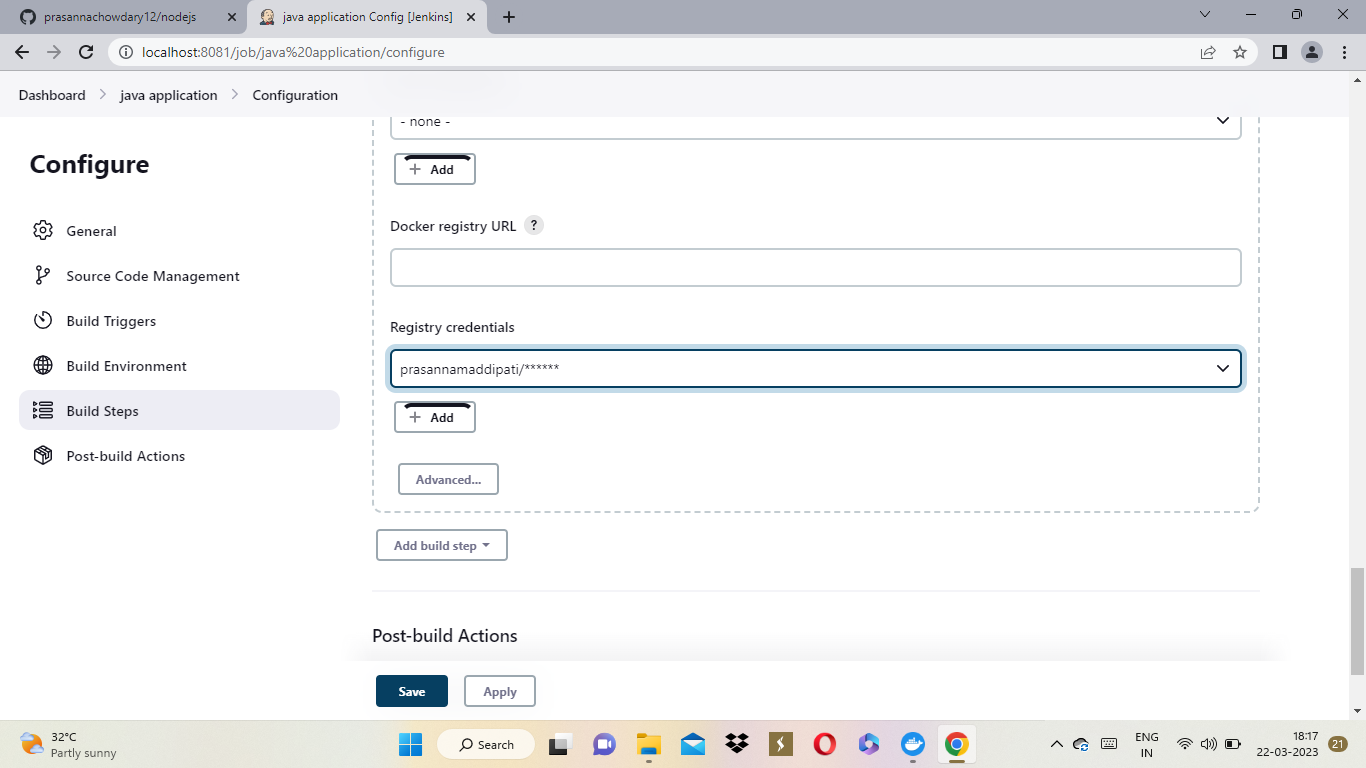 prasannachowdary12/nodejs
java application Config [Jenkins]
localhost:8081/job/java%20application/configure
Dashboard
java application
Configuration
Configure
General
Source Code Management
Build Triggers
Build Environment
Build Steps
Post-build Actions
- none -
+ Add
Docker registry URL ?
Registry credentials
prasannamaddipati/******
+ Add
Advanced...
Add build step
Post-build Actions
Save
Apply
32°C
Partly sunny
Search
ENG
IN
18:17
22-03-2023
21